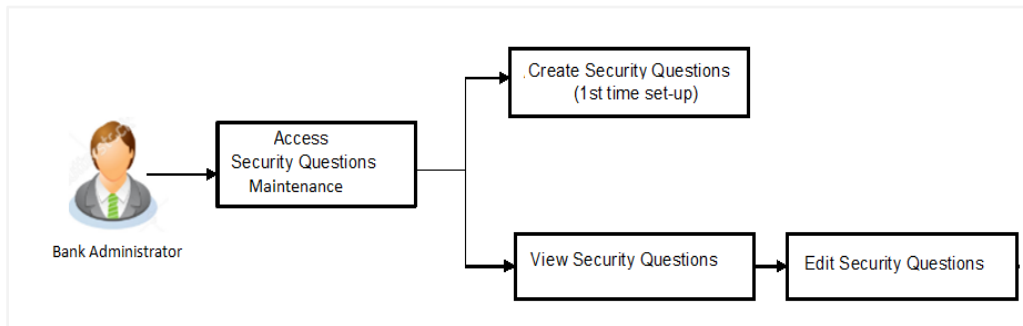 Create Security Questions
(1st time set-up)
Access
Security Questions
Maintenance
Bank Administrator
View Security Questions
Edit Security Questions